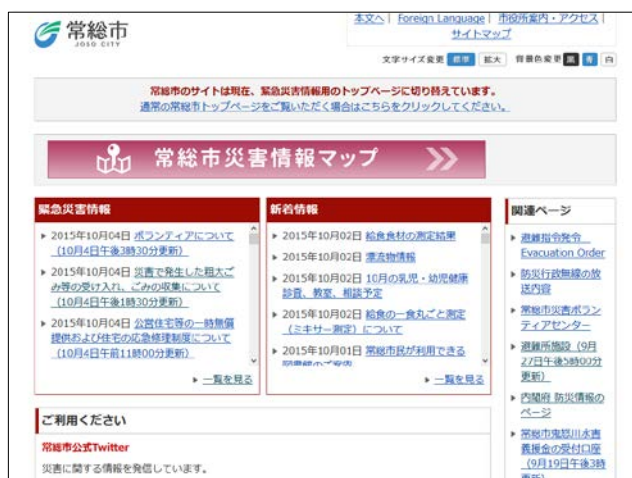 常総市
JOSO CITY
本文へ| Foreign Language| 市役所案内・アクセス|
サイトマップ
文字サイズ変更 標準 拡大 背景色変更 黒 青 白
常総市のサイトは現在、緊急災害情報用のトップページに切り替えています。
通常の常総市トップページをご覧いただく場合はこちらをクリックしてください。
常総市災害情報マップ
緊急災害情報
2015年10月04日 ボランティアについて
(10月4日午後3時30分更新)
2015年10月04日 災害で発生した粗大ご
み等の受け入れ、ごみの収集について
(10月4日午後1時30分更新)
2015年10月04日 公営住宅等の一時無償
提供および住宅の応急修理制度について
(10月4日午前11時00分更新)
一覧を見る
新着情報
2015年10月02日 給食食材の測定結果
2015年10月02日 漂流物情報
2015年10月02日 10月の乳児・幼児健康
診査、教室、相談予定
2015年10月02日 給食の一食丸ごと測定
(ミキサー測定)について
2015年10月01日 常総市民が利用できる
図書館のご案内
一覧を見る
関連ページ
避難指令発令
Evacuation Order
防災行政無線の放
送内容
常総市災害ボラン
ティアセンター
避難所施設(9月
27日午後5時00分
更新)
内閣府 防災情報の
ページ
常総市鬼怒川水害
義援金の受付口座
(9月19日午後3時
更新)
ご利用ください
常総市公式Twitter
災害に関する情報を発信しています。